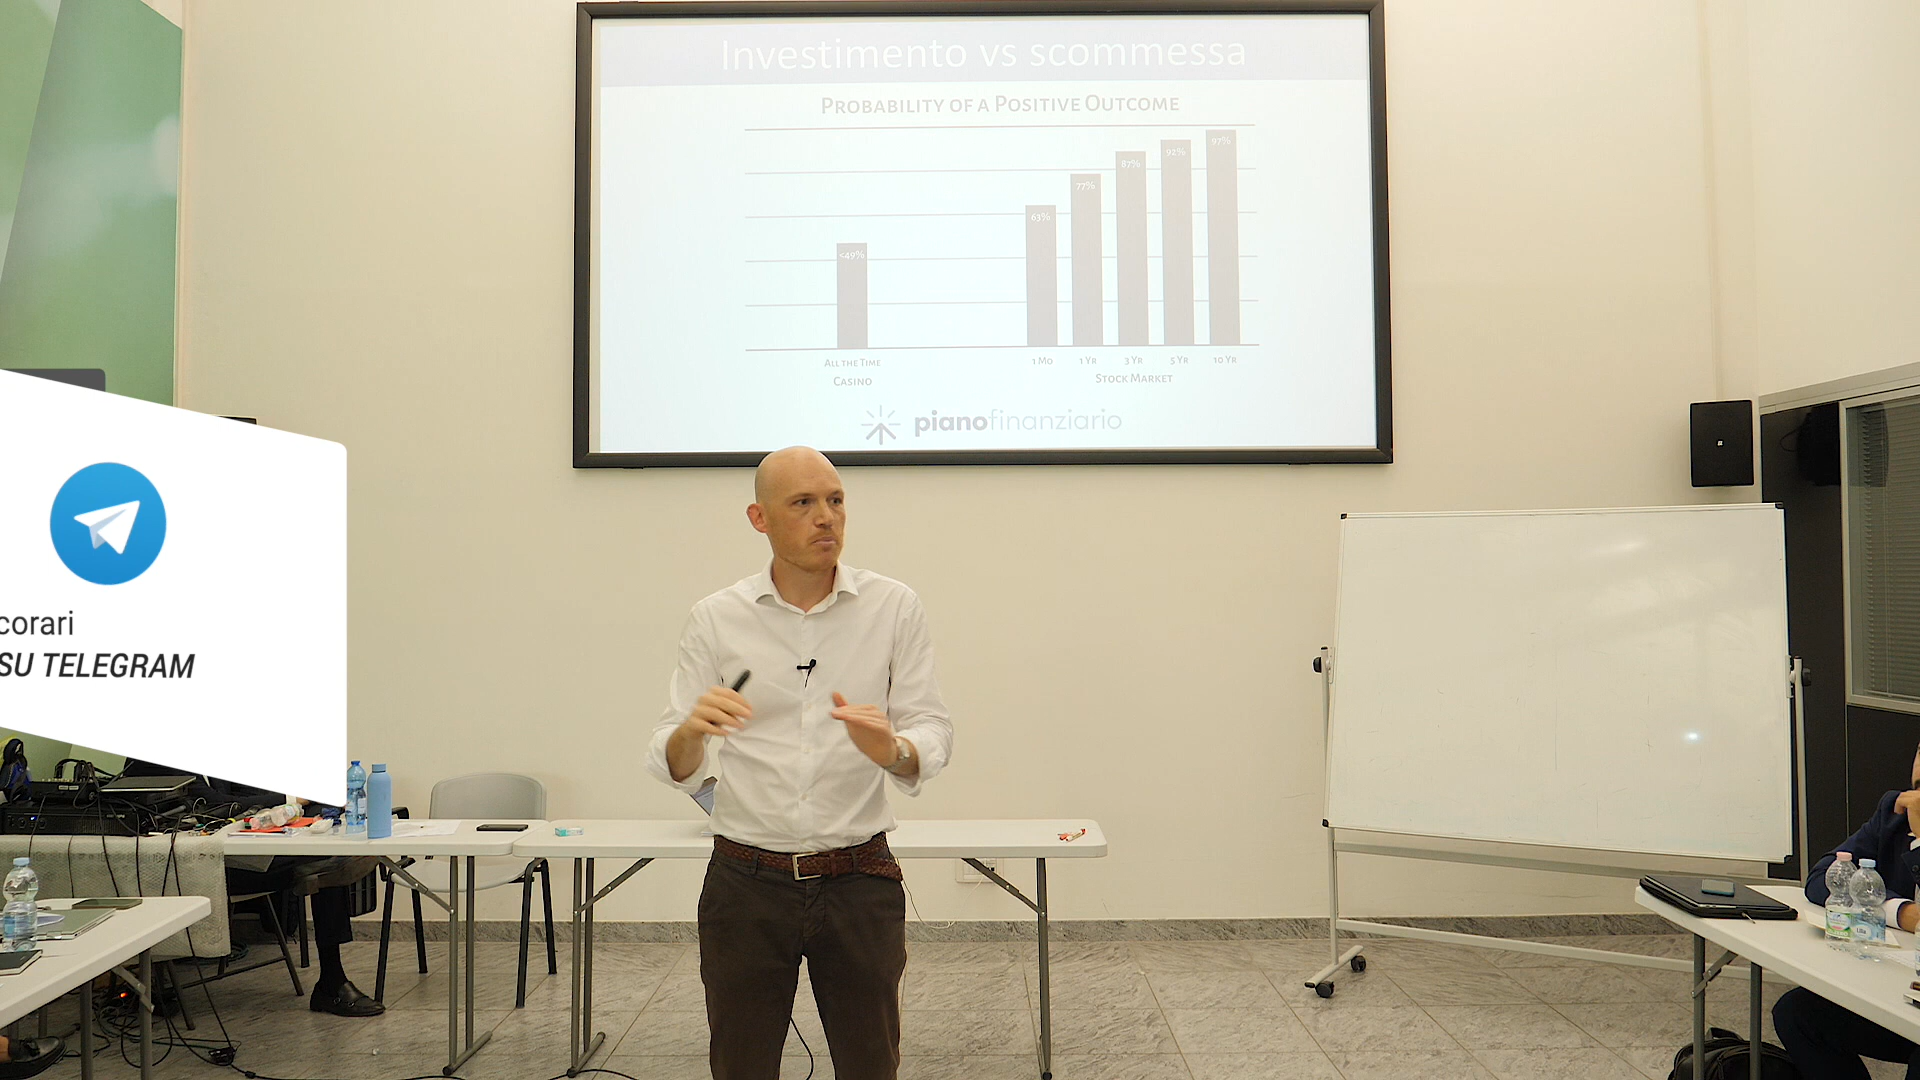 Investimento vs scommessa
Probability of a Positive Outcome
<49%
63%
77%
87%
92%
97%
All the Time
1 Mo
1 Yr
3 Yr
5 Yr
10 Yr
Casino
Stock Market
pianofinanziario
corari
SU TELEGRAM